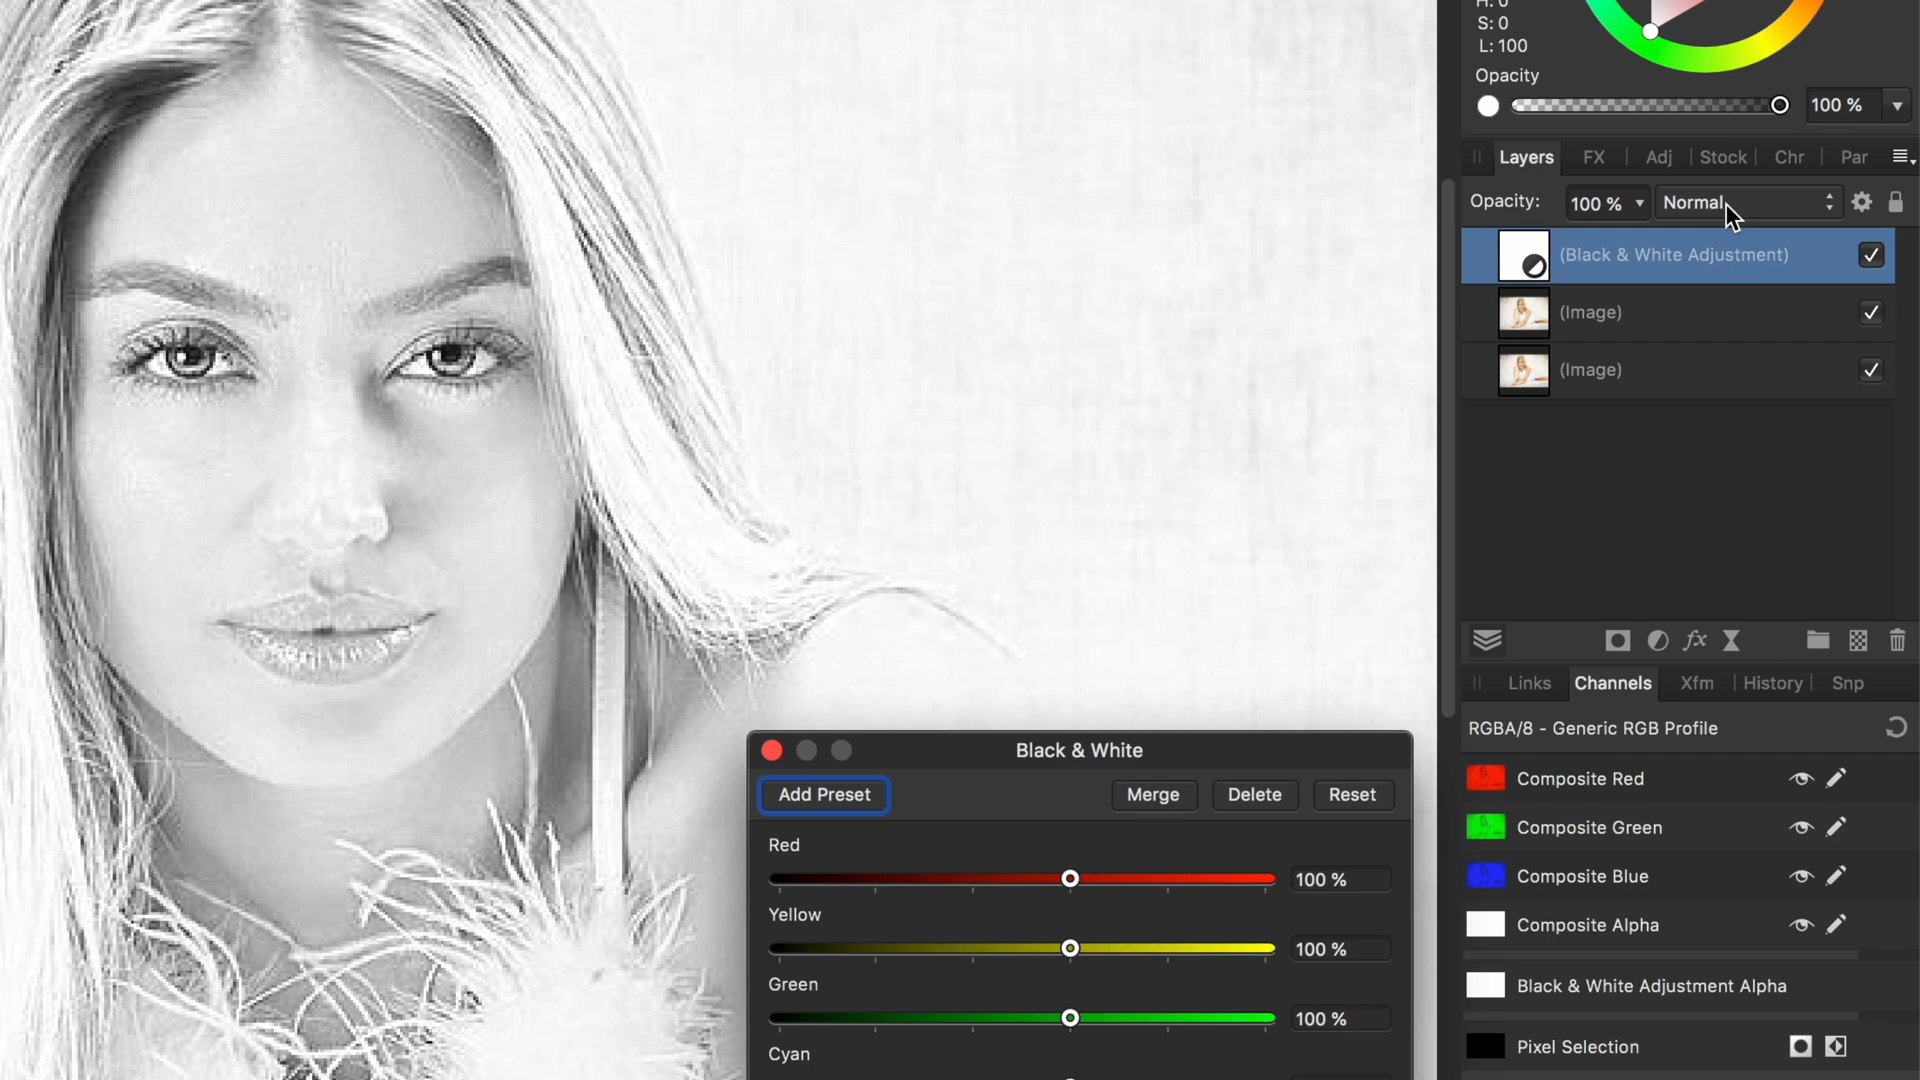 H: 0
S: 0
L: 100
Opacity
100 %
Layers FX Adj Stock Chr Par
Opacity: 100 % Normal
(Black & White Adjustment)
(Image)
(Image)
fx
Links Channels Xfm History Snp
RGBA/8 - Generic RGB Profile
Composite Red
Composite Green
Composite Blue
Composite Alpha
Black & White Adjustment Alpha
Pixel Selection
Black & White
Add Preset Merge Delete Reset
Red
100 %
Yellow
100 %
Green
100 %
Cyan